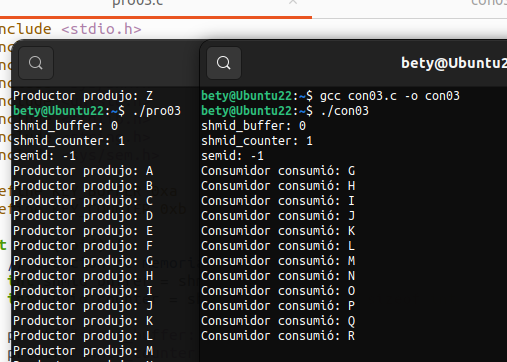 pro03.c
con03
nclude <stdio.h>
bety@Ubuntu2
Productor produjo: Z
bety@Ubuntu22:~$ ./pro03
shmid_buffer: 0
shmid_counter: 1
semid: -1
Productor produjo: A
Productor produjo: B
Productor produjo: C
Productor produjo: D
Productor produjo: E
Productor produjo: F
Productor produjo: G
Productor produjo: H
Productor produjo: I
Productor produjo: J
Productor produjo: K
Productor produjo: L
Productor produjo: M
bety@Ubuntu22:~$ gcc con03.c -o con03
bety@Ubuntu22:~$ ./con03
shmid_buffer: 0
shmid_counter: 1
semid: -1
Consumidor consumió: G
Consumidor consumió: H
Consumidor consumió: I
Consumidor consumió: J
Consumidor consumió: K
Consumidor consumió: L
Consumidor consumió: M
Consumidor consumió: N
Consumidor consumió: O
Consumidor consumió: P
Consumidor consumió: Q
Consumidor consumió: R